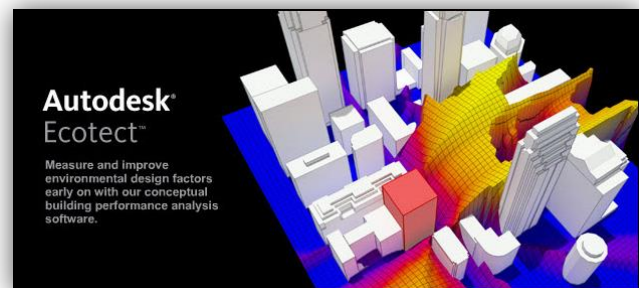 Autodesk®
Ecotect™
Measure and improve
environmental design factors
early on with our conceptual
building performance analysis
software.